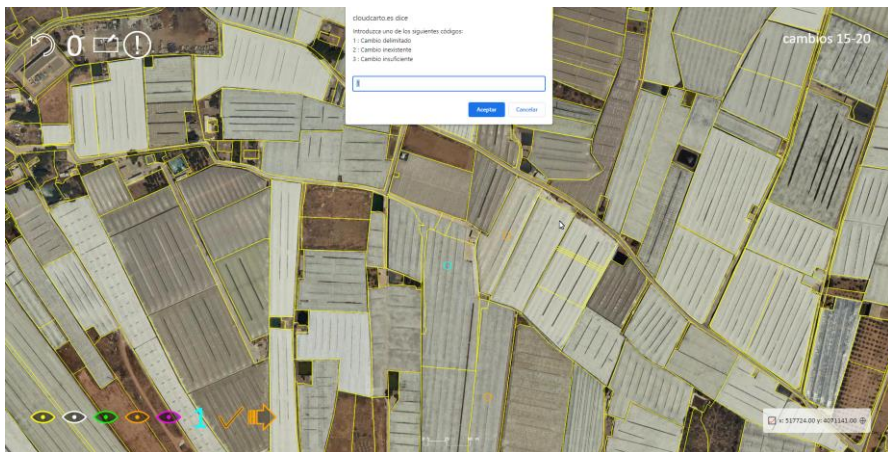 cloudcarto.es dice
Introduzca uno de los siguientes códigos:
1 : Cambio delimitado
2 : Cambio inexistente
3 : Cambio insuficiente
1
Aceptar
Cancelar
0
cambios 15-20
1
x: 517724.00 y: 4071141.00